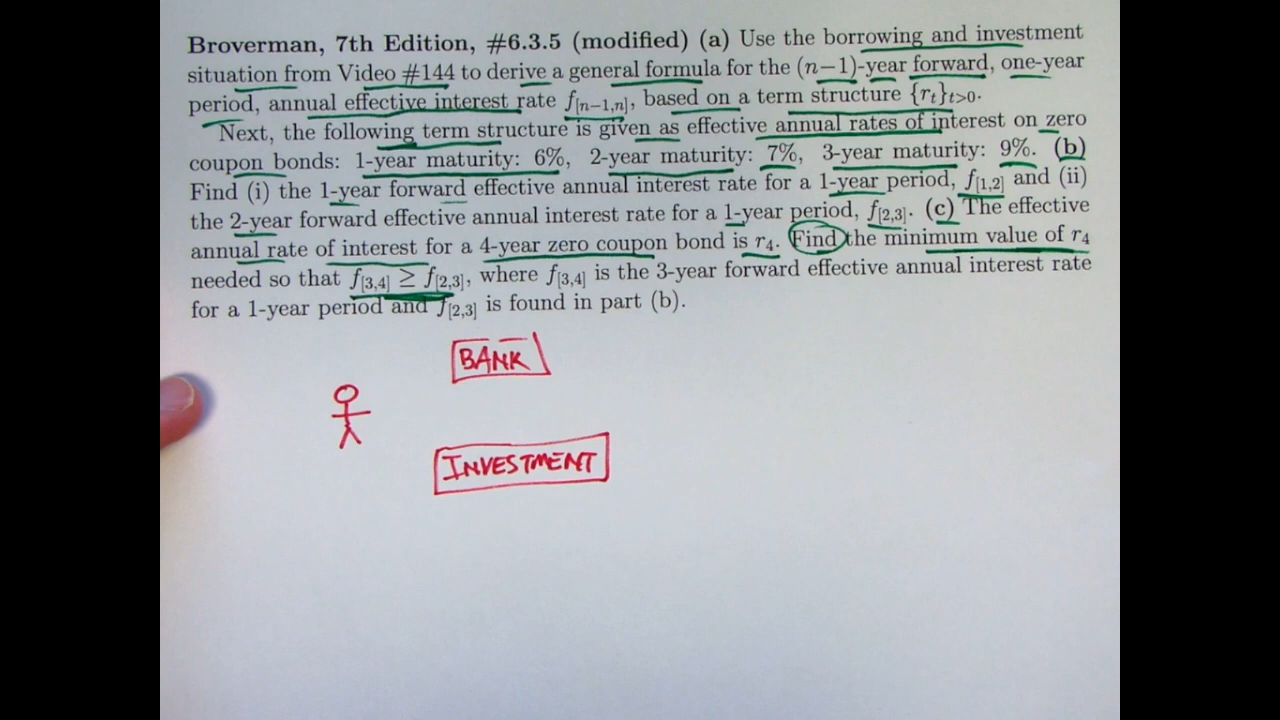 Broverman, 7th Edition, #6.3.5 (modified) (a) Use the borrowing and investment
situation from Video #144 to derive a general formula for the (n−1)-year forward, one-year
period, annual effective interest rate f[n−1,n], based on a term structure {rt}t>0.
Next, the following term structure is given as effective annual rates of interest on zero
coupon bonds: 1-year maturity: 6%, 2-year maturity: 7%, 3-year maturity: 9%. (b)
Find (i) the 1-year forward effective annual interest rate for a 1-year period, f[1,2] and (ii)
the 2-year forward effective annual interest rate for a 1-year period, f[2,3]. (c) The effective
annual rate of interest for a 4-year zero coupon bond is r4. Find the minimum value of r4
needed so that f[3,4] ≥ f[2,3], where f[3,4] is the 3-year forward effective annual interest rate
for a 1-year period and f[2,3] is found in part (b).
BANK
INVESTMENT